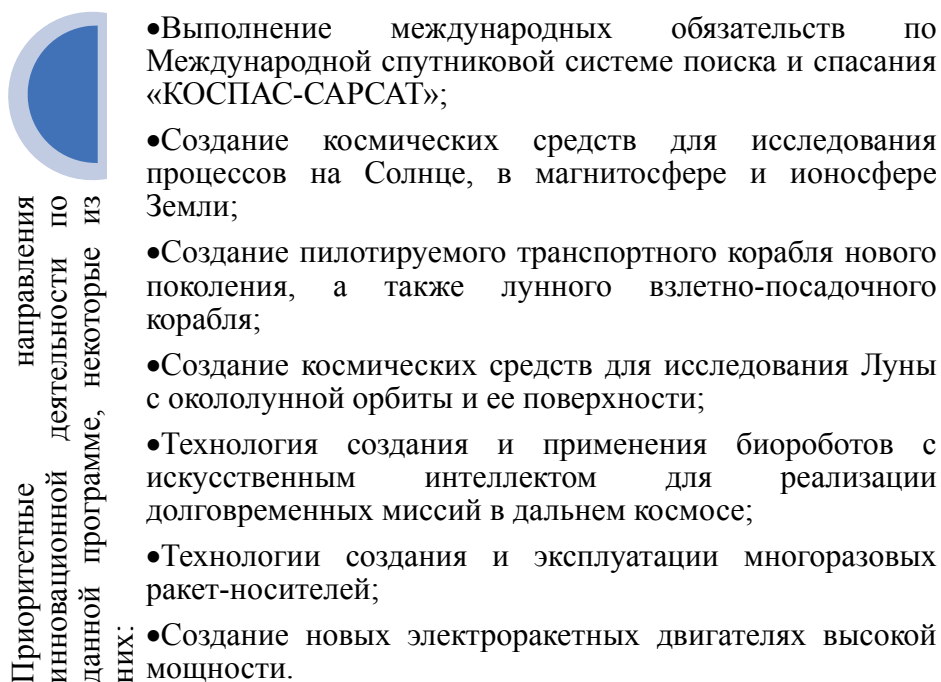 Приоритетные направления
инновационной деятельности по
данной программе, некоторые из
них:
•Выполнение международных обязательств по
Международной спутниковой системе поиска и спасания
«КОСПАС-САРСАТ»;
•Создание космических средств для исследования
процессов на Солнце, в магнитосфере и ионосфере
Земли;
•Создание пилотируемого транспортного корабля нового
поколения, а также лунного взлетно-посадочного
корабля;
•Создание космических средств для исследования Луны
с окололунной орбиты и ее поверхности;
•Технология создания и применения биороботов с
искусственным интеллектом для реализации
долговременных миссий в дальнем космосе;
•Технологии создания и эксплуатации многоразовых
ракет-носителей;
•Создание новых электроракетных двигателях высокой
мощности.